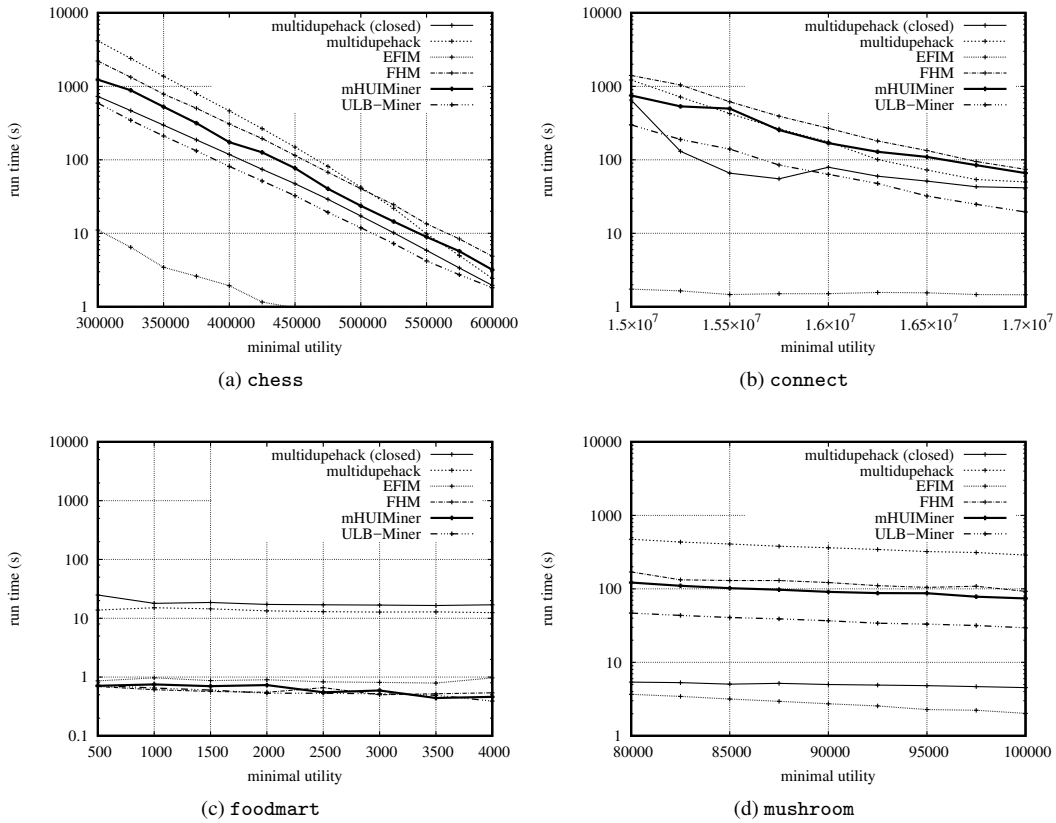 10000
1000
100
10
1
run time (s)
300000 350000 400000 450000 500000 550000 600000
minimal utility
multidupehack (closed)
multidupehack
EFIM
FHM
mHUIMiner
ULB−Miner
(a) chess
10000
1000
100
10
1
run time (s)
1.5×10⁷ 1.55×10⁷ 1.6×10⁷ 1.65×10⁷ 1.7×10⁷
minimal utility
multidupehack (closed)
multidupehack
EFIM
FHM
mHUIMiner
ULB−Miner
(b) connect
10000
1000
100
10
1
0.1
run time (s)
500 1000 1500 2000 2500 3000 3500 4000
minimal utility
multidupehack (closed)
multidupehack
EFIM
FHM
mHUIMiner
ULB−Miner
(c) foodmart
10000
1000
100
10
1
run time (s)
80000 85000 90000 95000 100000
minimal utility
multidupehack (closed)
multidupehack
EFIM
FHM
mHUIMiner
ULB−Miner
(d) mushroom